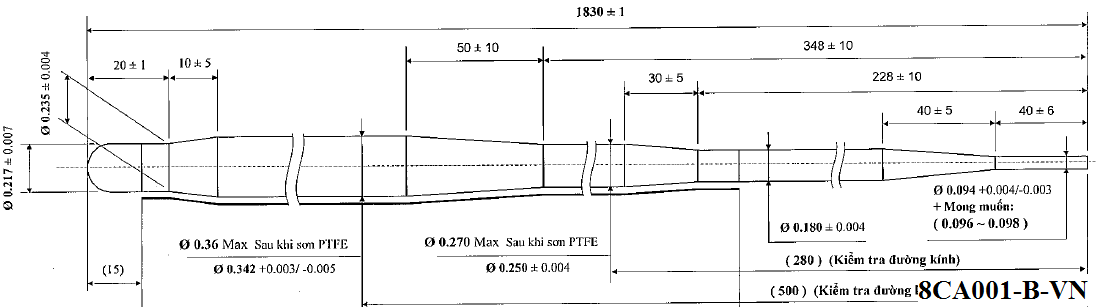 1830 ± 1
50 ± 10
348 ± 10
20 ± 1
10 ± 5
30 ± 5
228 ± 10
Ø 0.235 ± 0.004
40 ± 5
40 ± 6
Ø 0.217 ± 0.007
Ø 0.094 +0.004/-0.003
+ Mong muốn:
( 0.096 ~ 0.098 )
Ø 0.180 ± 0.004
Ø 0.36 Max Sau khi sơn PTFE
Ø 0.342 +0.003/ -0.005
Ø 0.270 Max Sau khi sơn PTFE
Ø 0.250 ± 0.004
(15)
( 280 ) (Kiểm tra đường kính)
( 500 ) (Kiểm tra đường
8CA001-B-VN